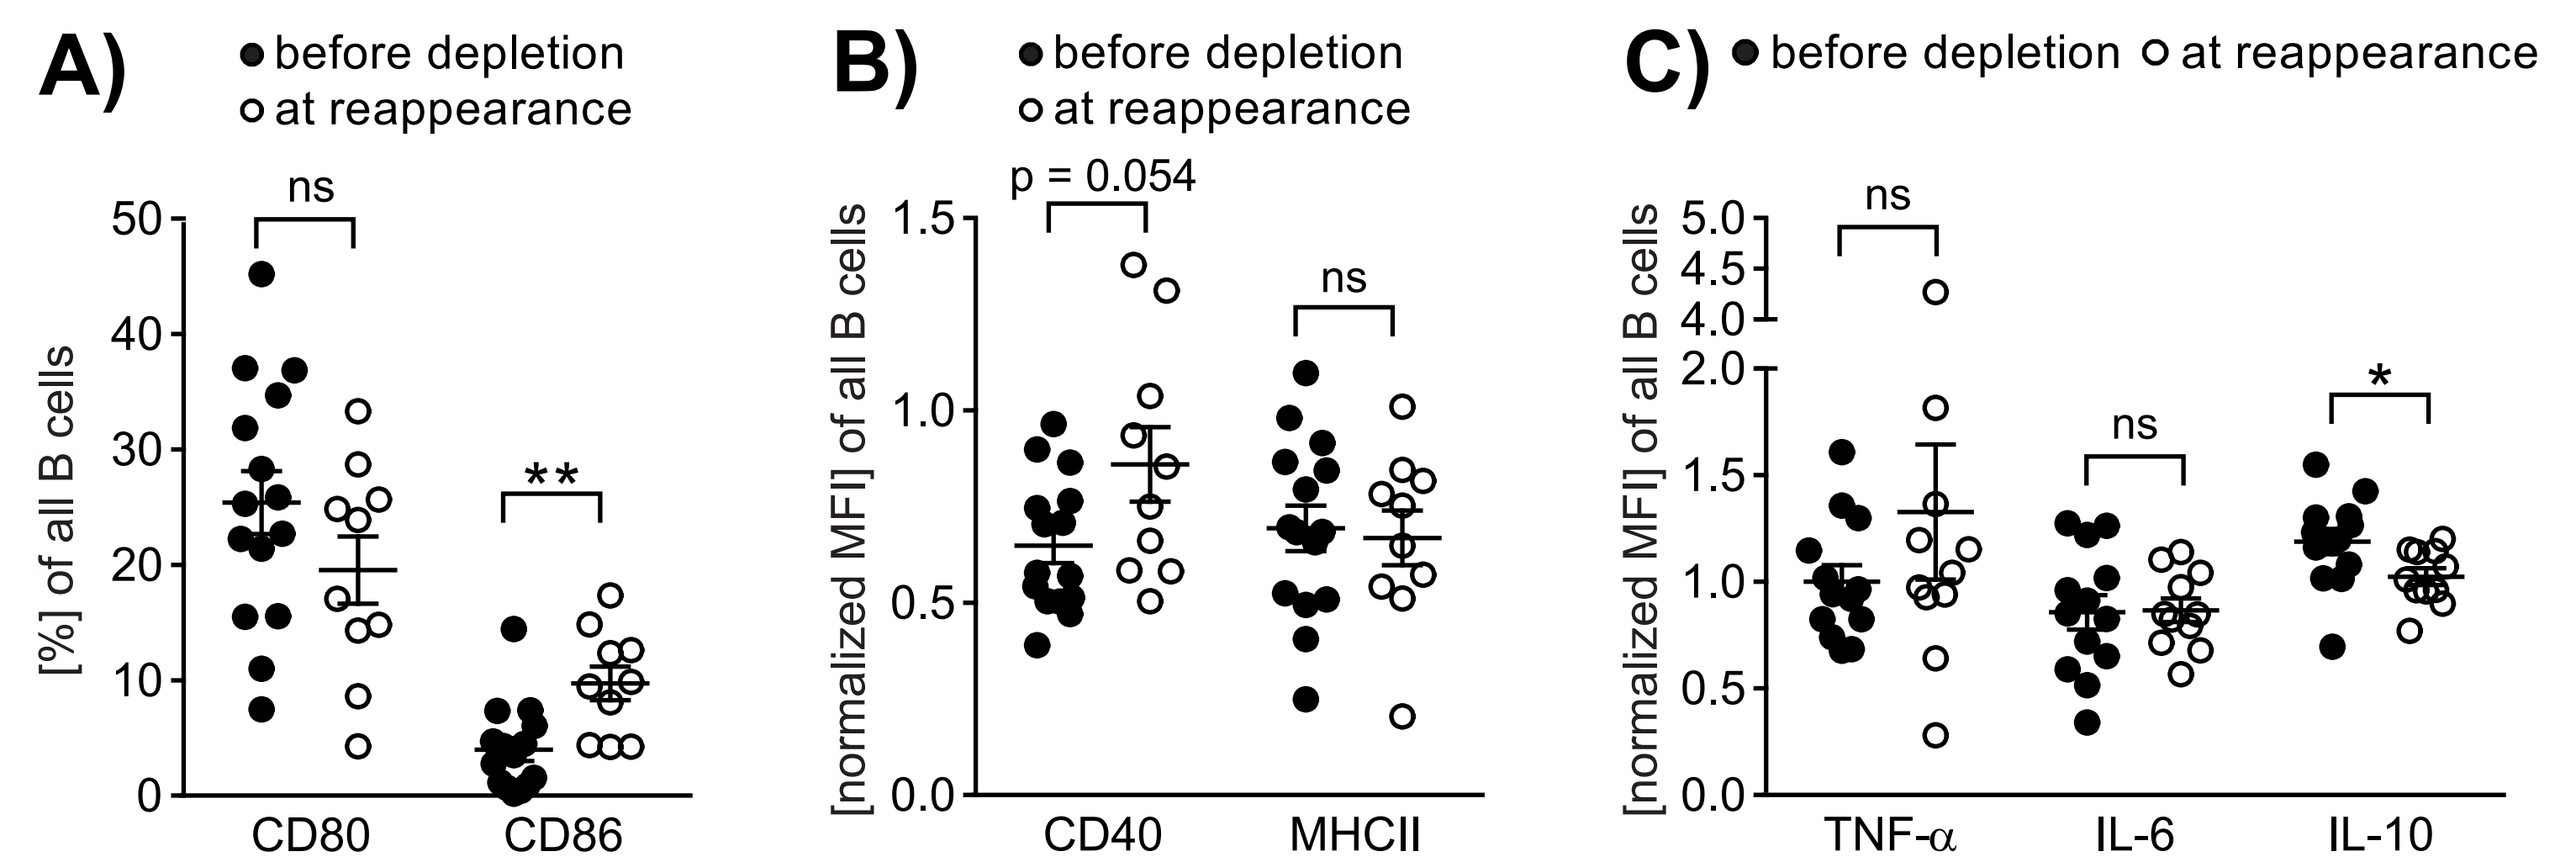 A)
before depletion
at reappearance
ns
**
[%] of all B cells
50
40
30
20
10
0
CD80
CD86
B)
before depletion
at reappearance
p = 0.054
ns
[normalized MFI] of all B cells
1.5
1.0
0.5
0.0
CD40
MHCII
C)
before depletion
at reappearance
ns
ns
*
[normalized MFI] of all B cells
5.0
4.5
4.0
2.0
1.5
1.0
0.5
0.0
TNF-α
IL-6
IL-10